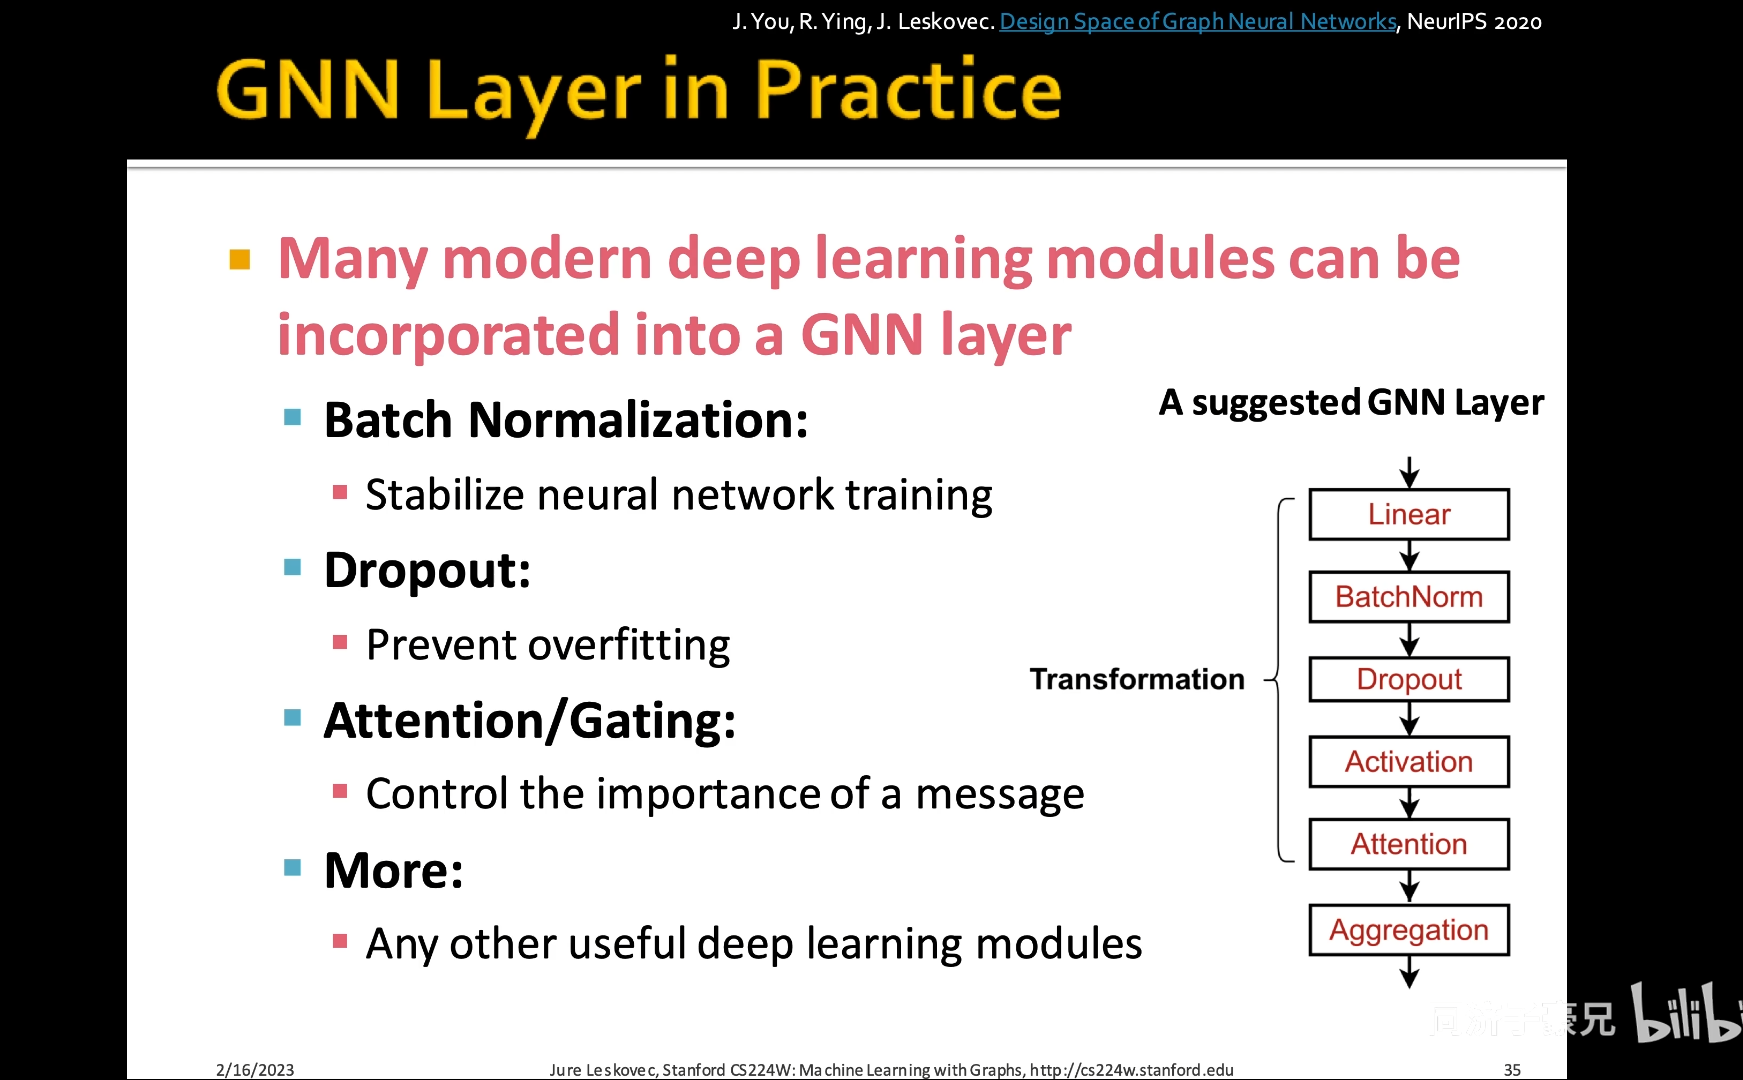 J. You, R. Ying, J. Leskovec. Design Space of Graph Neural Networks, NeurIPS 2020
GNN Layer in Practice
Many modern deep learning modules can be
incorporated into a GNN layer
Batch Normalization:
Stabilize neural network training
Dropout:
Prevent overfitting
Attention/Gating:
Control the importance of a message
More:
Any other useful deep learning modules
A suggested GNN Layer
Transformation
Linear
BatchNorm
Dropout
Activation
Attention
Aggregation
2/16/2023
Jure Leskovec, Stanford CS224W: Machine Learning with Graphs, http://cs224w.stanford.edu
35
豪兄